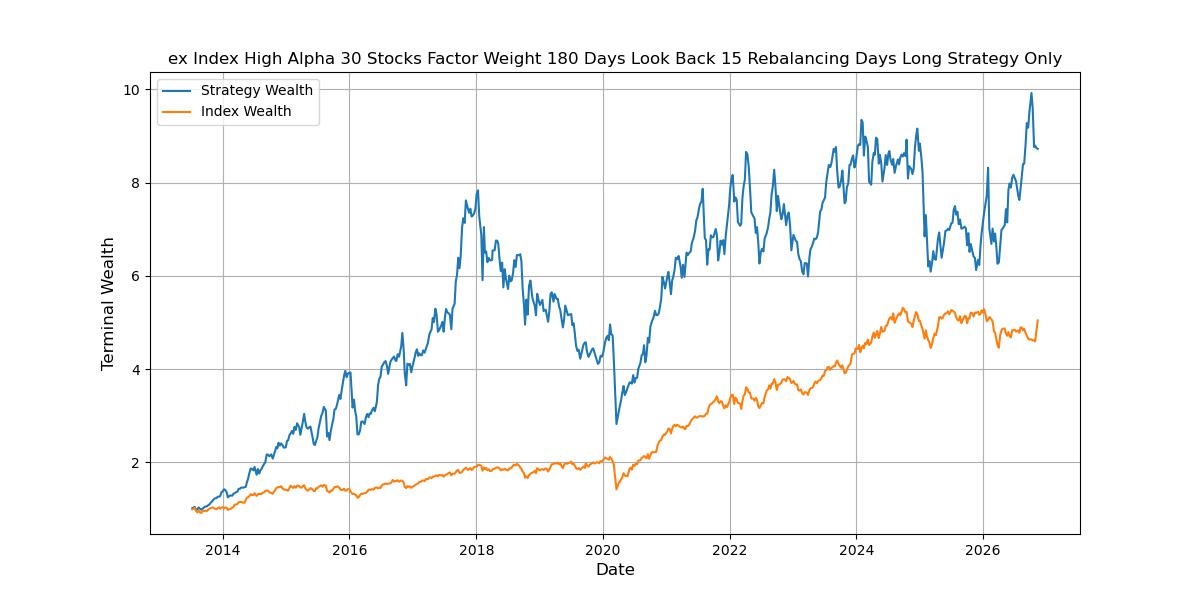 ex Index High Alpha 30 Stocks Factor Weight 180 Days Look Back 15 Rebalancing Days Long Strategy Only
Strategy Wealth
Index Wealth
Terminal Wealth
10
8
6
4
2
2014 2016 2018 2020 2022 2024 2026
Date